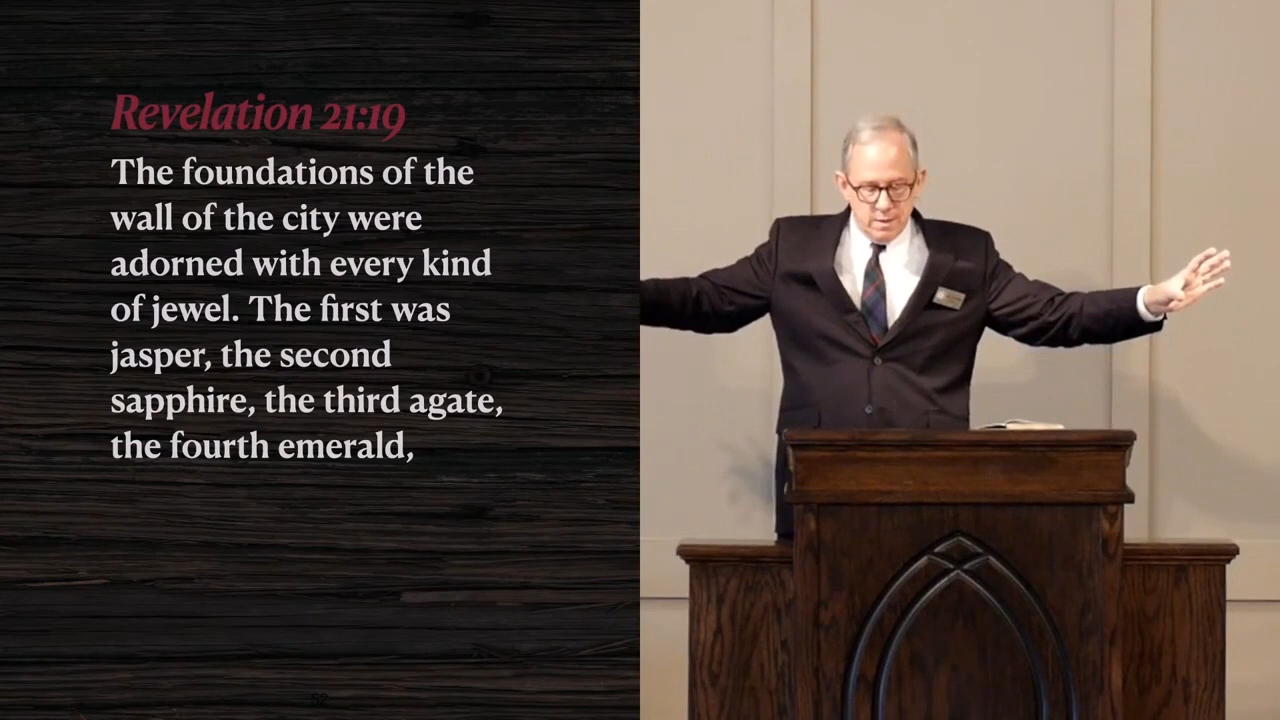 Revelation 21:19
The foundations of the
wall of the city were
adorned with every kind
of jewel. The first was
jasper, the second
sapphire, the third agate,
the fourth emerald,
52